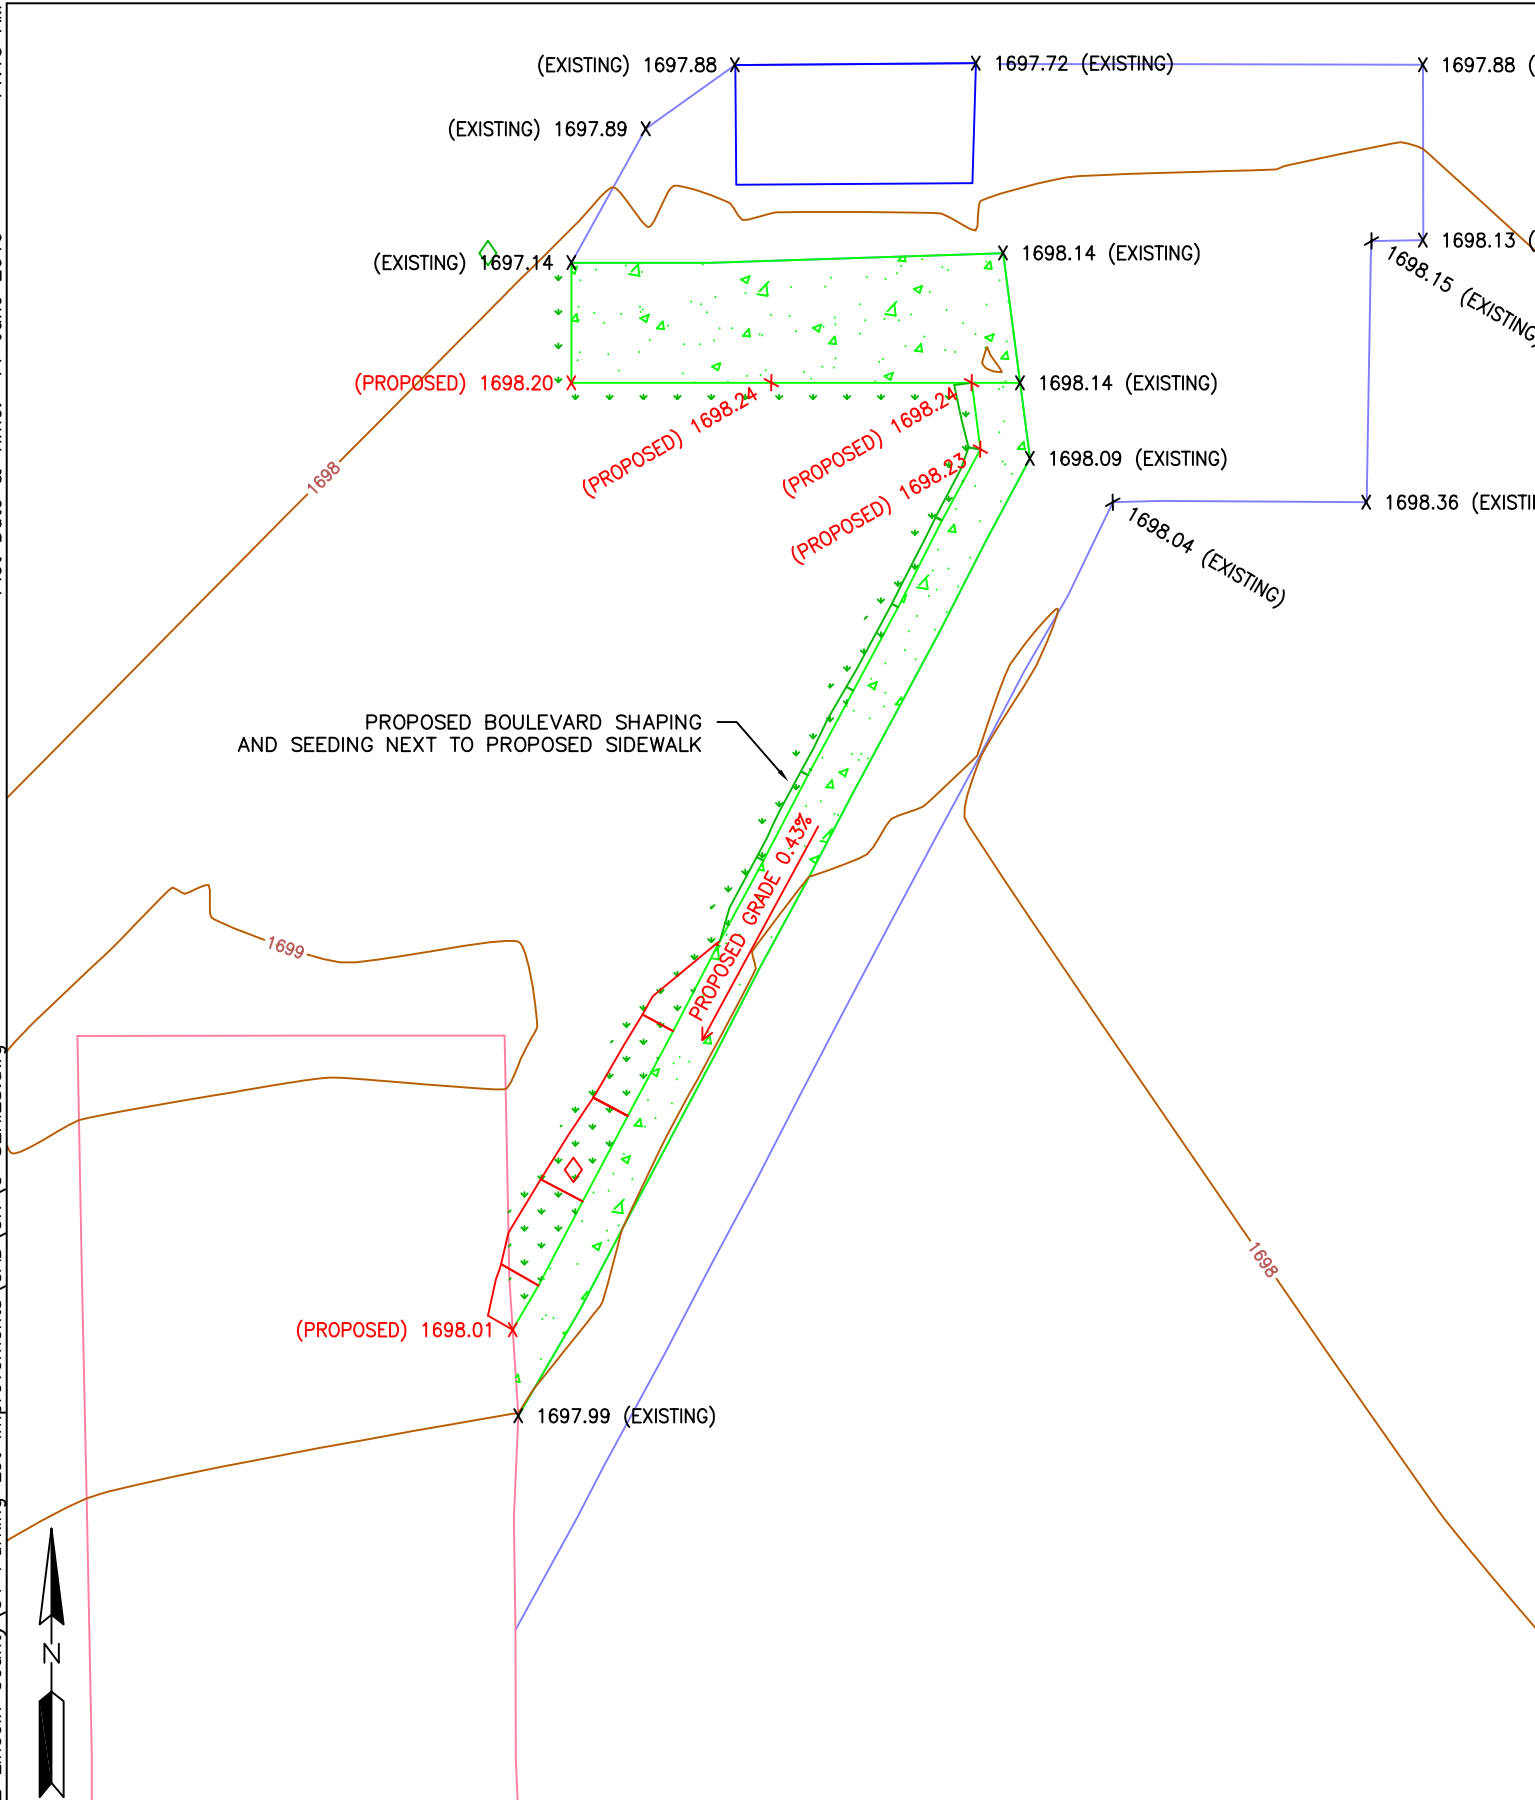 (EXISTING) 1697.88
1697.72 (EXISTING)
1697.88 (
(EXISTING) 1697.89
(EXISTING) 1697.14
1698.14 (EXISTING)
1698.13 (
1698.15 (EXISTING)
(PROPOSED) 1698.20
(PROPOSED) 1698.24
(PROPOSED) 1698.24
1698.14 (EXISTING)
(PROPOSED) 1698.23
1698.09 (EXISTING)
1698
1698.04 (EXISTING)
1698.36 (EXISTI
PROPOSED BOULEVARD SHAPING
AND SEEDING NEXT TO PROPOSED SIDEWALK
PROPOSED GRADE 0.43%
1699
1698
(PROPOSED) 1698.01
1697.99 (EXISTING)
N